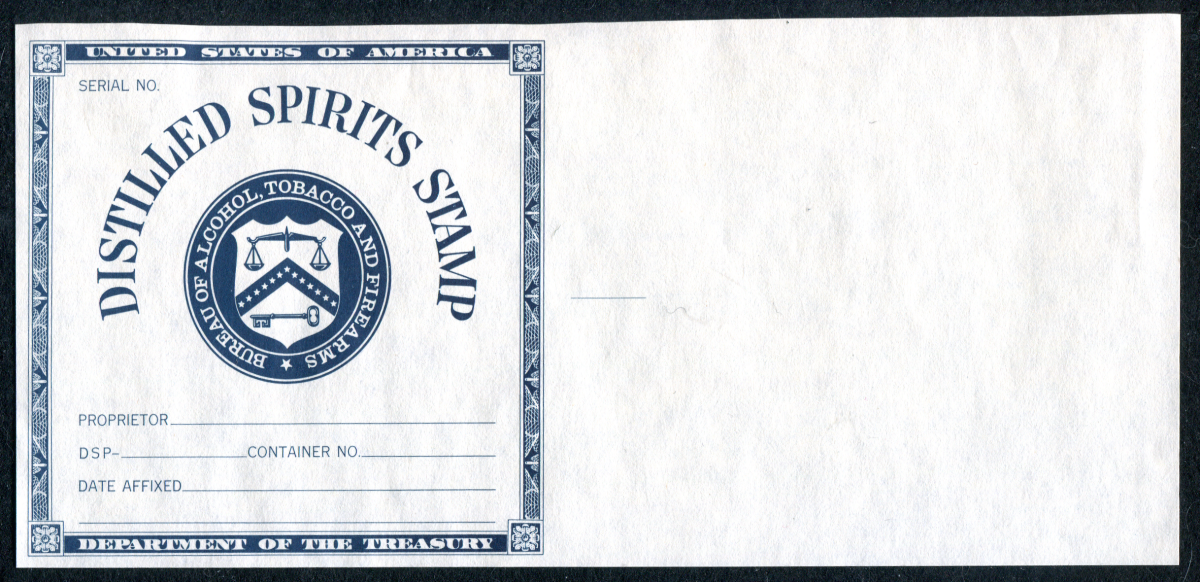 UNITED STATES OF AMERICA
SERIAL NO.
DISTILLED SPIRITS STAMP
BUREAU OF ALCOHOL, TOBACCO AND FIREARMS
PROPRIETOR
DSP- CONTAINER NO.
DATE AFFIXED
DEPARTMENT OF THE TREASURY